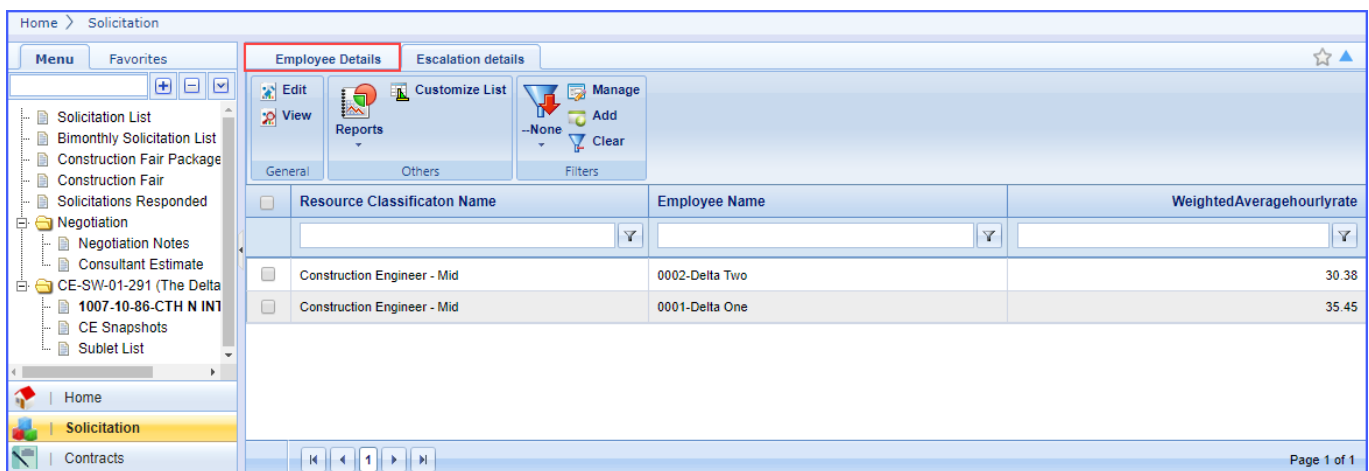 Home > Solicitation
Menu Favorites
Solicitation List
Bimonthly Solicitation List
Construction Fair Package
Construction Fair
Solicitations Responded
Negotiation
Negotiation Notes
Consultant Estimate
CE-SW-01-291 (The Delta
1007-10-86-CTH N INT
CE Snapshots
Sublet List
| Home
| Solicitation
| Contracts
Employee Details Escalation details
Edit
View
General
Reports
Customize List
Others
--None
Manage
Add
Clear
Filters
Resource Classificaton Name Employee Name WeightedAveragehourlyrate
Construction Engineer - Mid 0002-Delta Two 30.38
Construction Engineer - Mid 0001-Delta One 35.45
1
Page 1 of 1